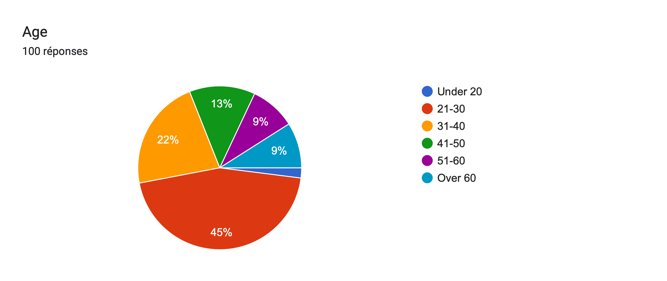 Age
100 réponses
13%
9%
22%
9%
45%
Under 20
21-30
31-40
41-50
51-60
Over 60